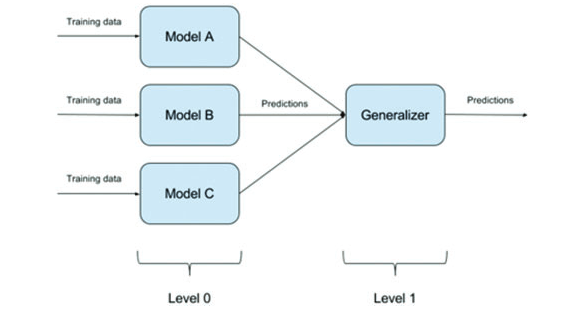 Training data
Model A
Training data
Model B
Predictions
Generalizer
Predictions
Training data
Model C
Level 0
Level 1